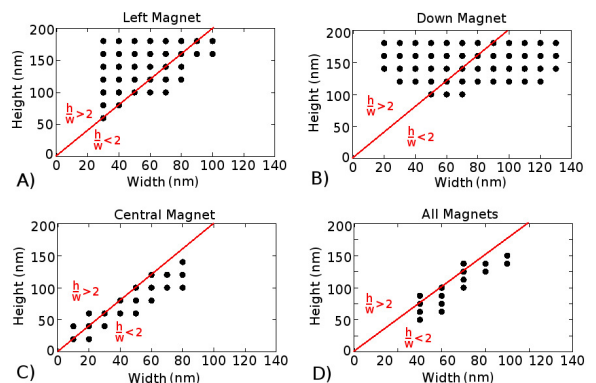 Left Magnet
200
150
100
50
0
Height (nm)
h/w>2
h/w<2
0 20 40 60 80 100 120 140
Width (nm)
A)
Down Magnet
200
150
100
50
0
Height (nm)
h/w>2
h/w<2
0 20 40 60 80 100 120 140
Width (nm)
B)
Central Magnet
200
150
100
50
0
Height (nm)
h/w>2
h/w<2
0 20 40 60 80 100 120 140
Width (nm)
C)
All Magnets
200
150
100
50
0
Height (nm)
h/w>2
h/w<2
0 20 40 60 80 100 120 140
Width (nm)
D)